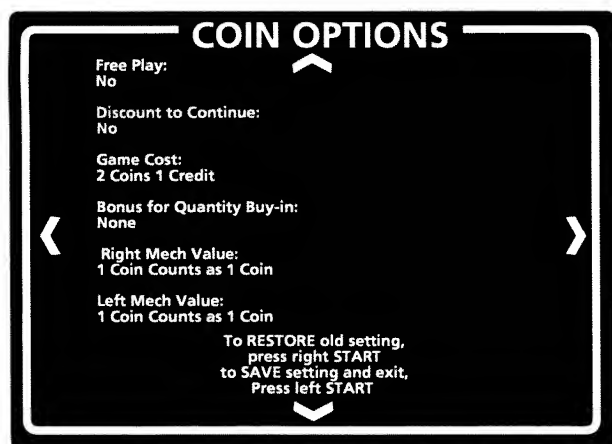 COIN OPTIONS
Free Play:
No
Discount to Continue:
No
Game Cost:
2 Coins 1 Credit
Bonus for Quantity Buy-in:
None
Right Mech Value:
1 Coin Counts as 1 Coin
Left Mech Value:
1 Coin Counts as 1 Coin
To RESTORE old setting,
press right START
to SAVE setting and exit,
Press left START